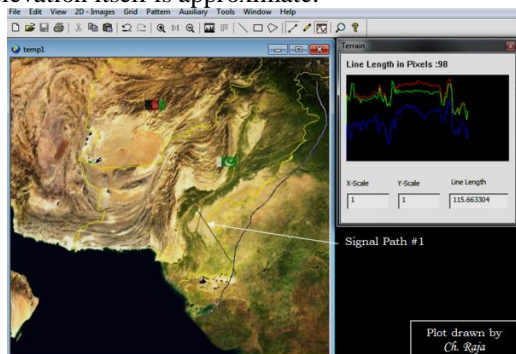 elevation itself is approximate.
File Edit View 2D - Images Grid Pattern Auxiliary Tools Window Help
1:1
temp1
Terrain
Line Length in Pixels :98
X-Scale Y-Scale Line Length
1 1 115.663304
Signal Path #1
Plot drawn by
Ch. Raja